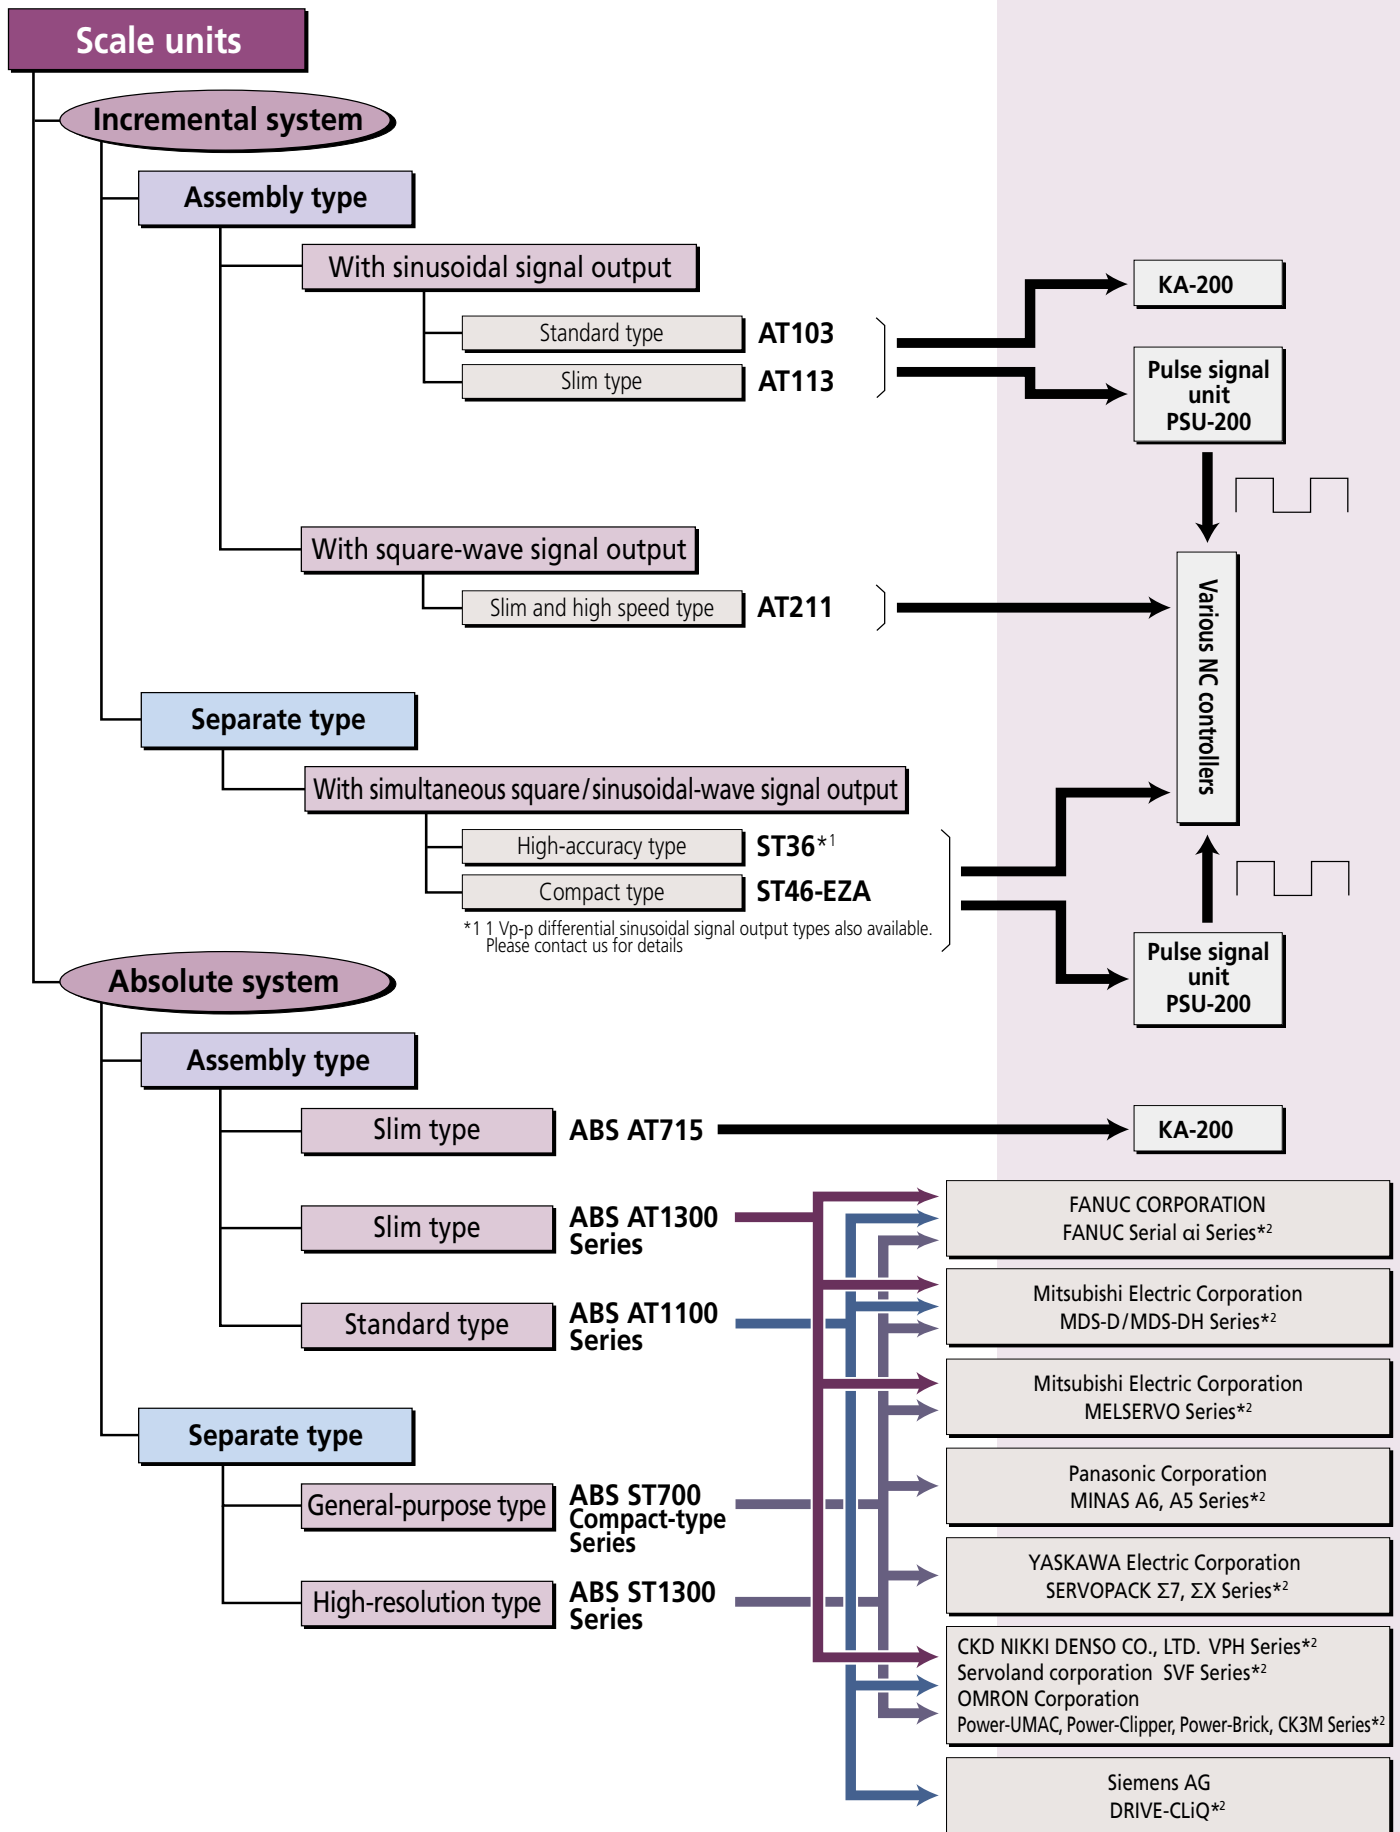 Scale units
Incremental system
Assembly type
With sinusoidal signal output
KA-200
Standard type AT103
Slim type AT113
Pulse signal
unit
PSU-200
With square-wave signal output
Slim and high speed type AT211
Various NC controllers
Separate type
With simultaneous square/sinusoidal-wave signal output
High-accuracy type ST36*1
Compact type ST46-EZA
*1 1 Vp-p differential sinusoidal signal output types also available.
Please contact us for details
Pulse signal
unit
PSU-200
Absolute system
Assembly type
Slim type ABS AT715
KA-200
Slim type ABS AT1300
Series
Standard type ABS AT1100
Series
Separate type
General-purpose type ABS ST700
Compact-type
Series
High-resolution type ABS ST1300
Series
FANUC CORPORATION
FANUC Serial αi Series*2
Mitsubishi Electric Corporation
MDS-D/MDS-DH Series*2
Mitsubishi Electric Corporation
MELSERVO Series*2
Panasonic Corporation
MINAS A6, A5 Series*2
YASKAWA Electric Corporation
SERVOPACK Σ7, ΣX Series*2
CKD NIKKI DENSO CO., LTD. VPH Series*2
Servoland corporation SVF Series*2
OMRON Corporation
Power-UMAC, Power-Clipper, Power-Brick, CK3M Series*2
Siemens AG
DRIVE-CLiQ*2